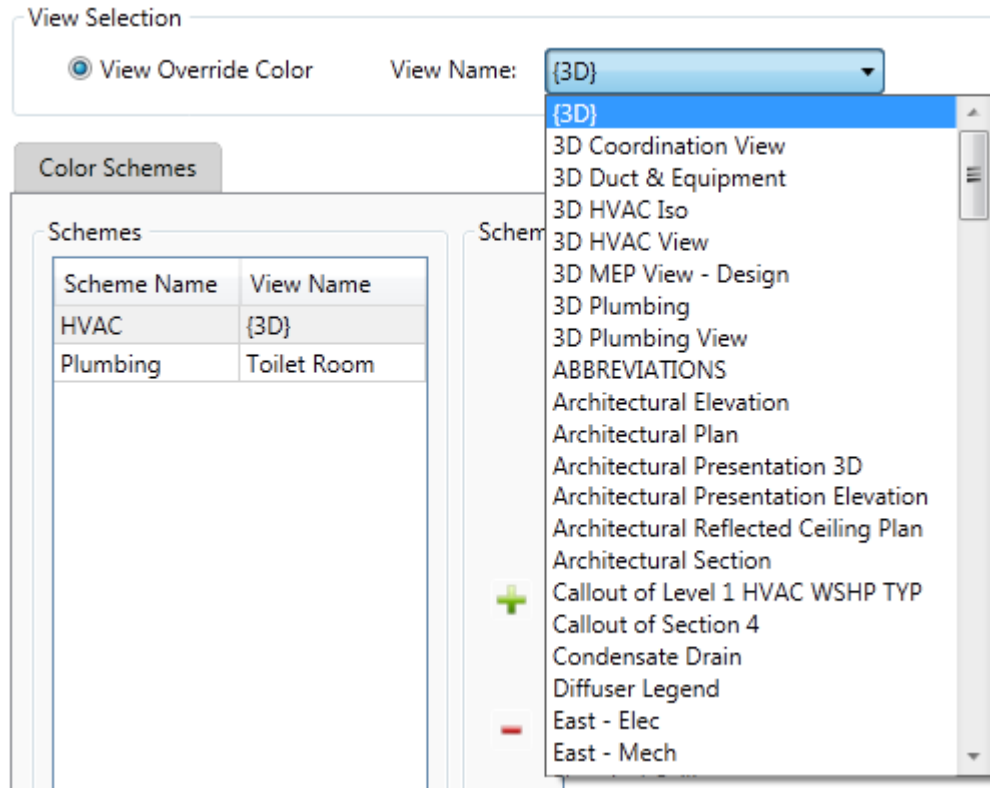 View Selection
View Override Color View Name: {3D}
{3D}
3D Coordination View
3D Duct & Equipment
3D HVAC Iso
3D HVAC View
3D MEP View - Design
3D Plumbing
3D Plumbing View
ABBREVIATIONS
Architectural Elevation
Architectural Plan
Architectural Presentation 3D
Architectural Presentation Elevation
Architectural Reflected Ceiling Plan
Architectural Section
Callout of Level 1 HVAC WSHP TYP
Callout of Section 4
Condensate Drain
Diffuser Legend
East - Elec
East - Mech
Color Schemes
Schemes
Scheme Name View Name
HVAC {3D}
Plumbing Toilet Room
Schem